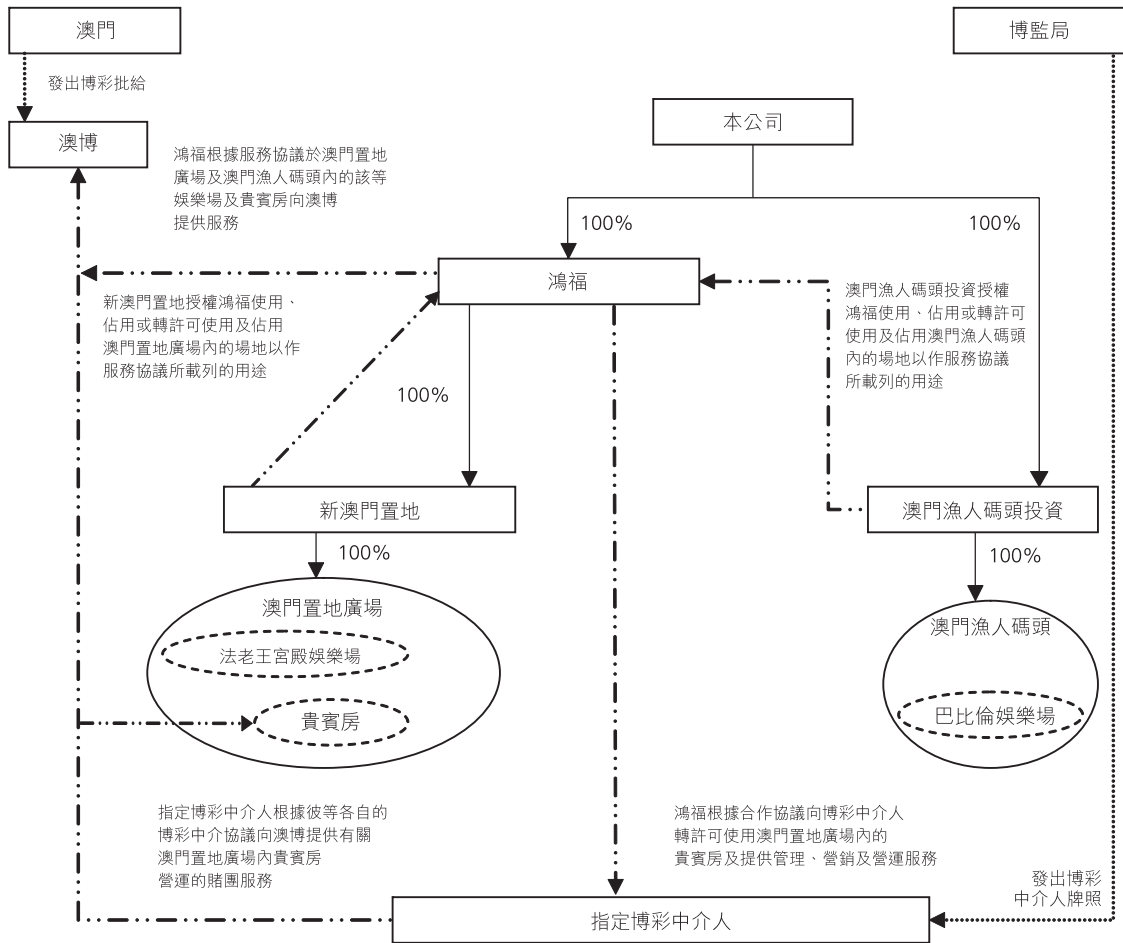 澳門
博監局
發出博彩批給
澳博
本公司
鴻福根據服務協議於澳門置地
廣場及澳門漁人碼頭內的該等
娛樂場及貴賓房向澳博
提供服務
100%
100%
鴻福
新澳門置地授權鴻福使用、
佔用或轉許可使用及佔用
澳門置地廣場內的場地以作
服務協議所載列的用途
澳門漁人碼頭投資授權
鴻福使用、佔用或轉許可
使用及佔用澳門漁人碼頭
內的場地以作服務協議
所載列的用途
100%
新澳門置地
澳門漁人碼頭投資
100%
100%
澳門置地廣場
法老王宮殿娛樂場
貴賓房
澳門漁人碼頭
巴比倫娛樂場
指定博彩中介人根據彼等各自的
博彩中介協議向澳博提供有關
澳門置地廣場內貴賓房
營運的賭團服務
鴻福根據合作協議向博彩中介人
轉許可使用澳門置地廣場內的
貴賓房及提供管理、營銷及營運服務
發出博彩
中介人牌照
指定博彩中介人